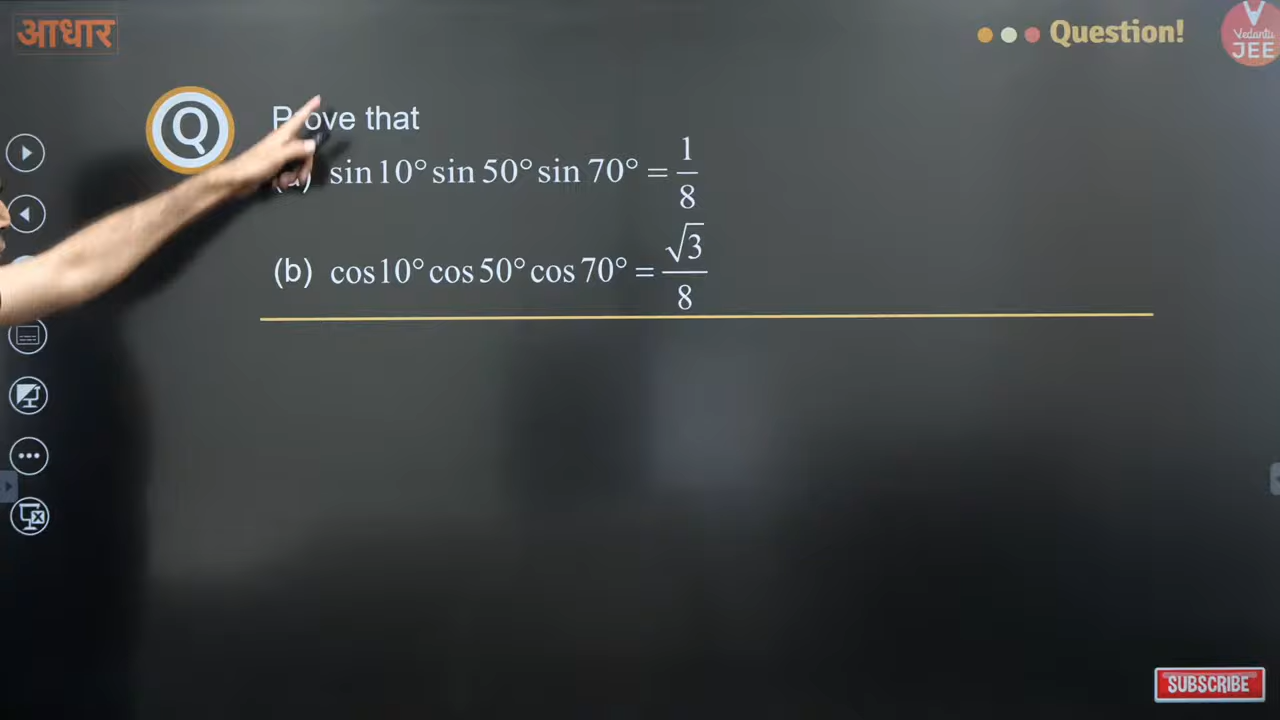 आधार
Question!
Vedantu
JEE
Q
Prove that
(a) sin 10° sin 50° sin 70° = 1/8
(b) cos 10° cos 50° cos 70° = √3/8
SUBSCRIBE